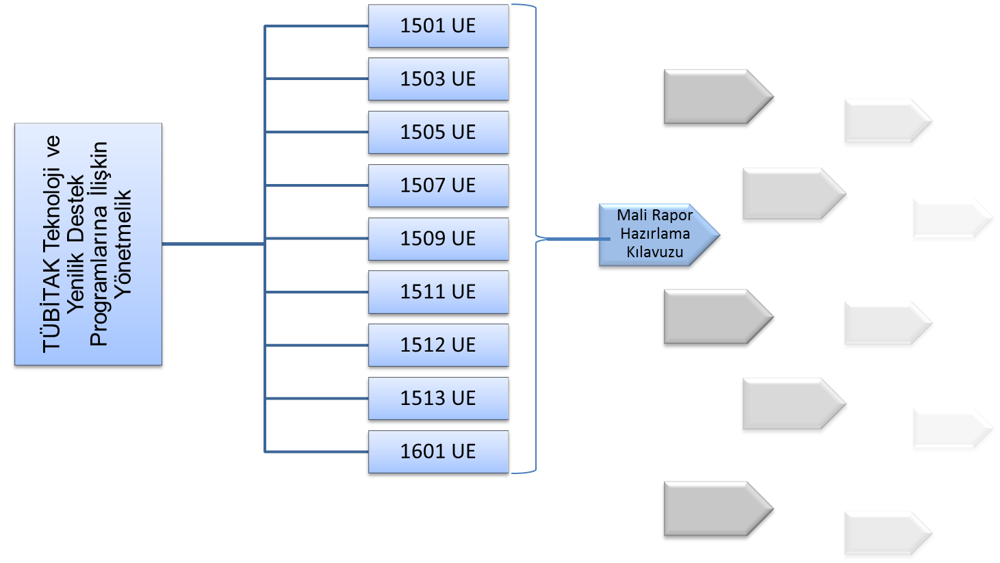 TÜBİTAK Teknoloji ve
Yenilik Destek
Programlarına İlişkin
Yönetmelik
1501 UE
1503 UE
1505 UE
1507 UE
1509 UE
1511 UE
1512 UE
1513 UE
1601 UE
Mali Rapor
Hazırlama
Kılavuzu